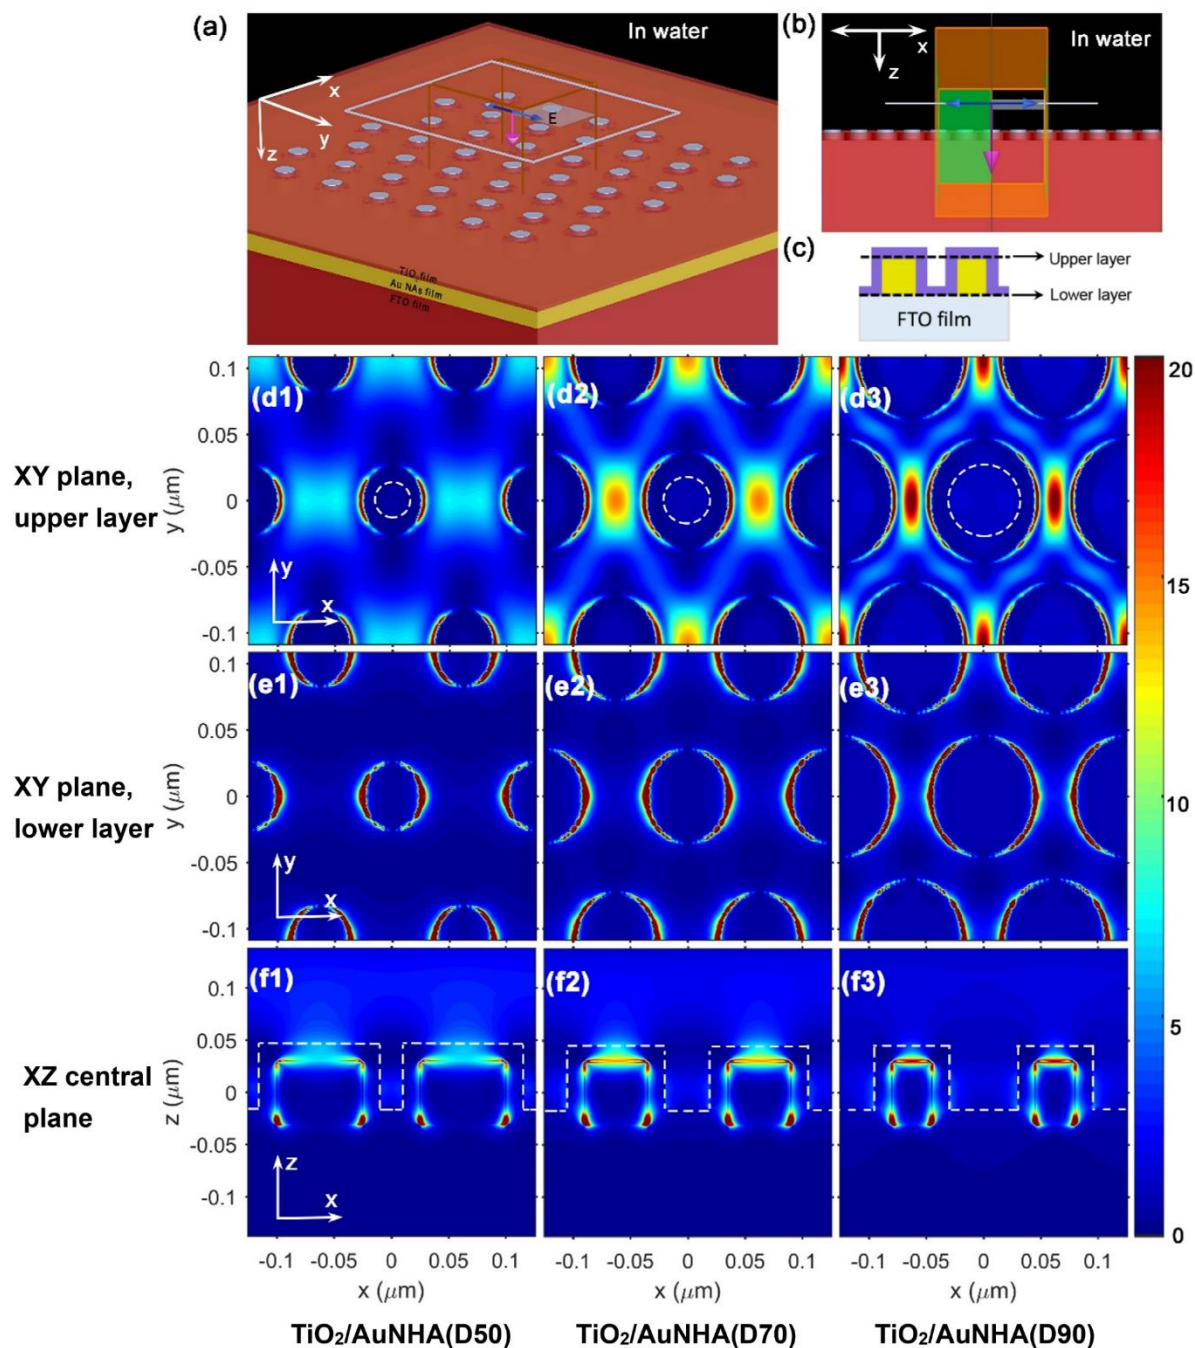 (a)
In water
x
y
z
E
TiO2 film
Au NAs film
FTO film
(b)
x
z
In water
(c)
Upper layer
Lower layer
FTO film
XY plane,
upper layer
y (μm)
0.1
0.05
0
-0.05
-0.1
(d1)
y
x
(d2)
(d3)
20
15
10
5
0
XY plane,
lower layer
y (μm)
0.1
0.05
0
-0.05
-0.1
(e1)
y
x
(e2)
(e3)
XZ central
plane
z (μm)
0.1
0.05
0
-0.05
-0.1
(f1)
z
x
(f2)
(f3)
-0.1 -0.05 0 0.05 0.1
x (μm)
-0.1 -0.05 0 0.05 0.1
x (μm)
-0.1 -0.05 0 0.05 0.1
x (μm)
TiO₂/AuNHA(D50)
TiO₂/AuNHA(D70)
TiO₂/AuNHA(D90)